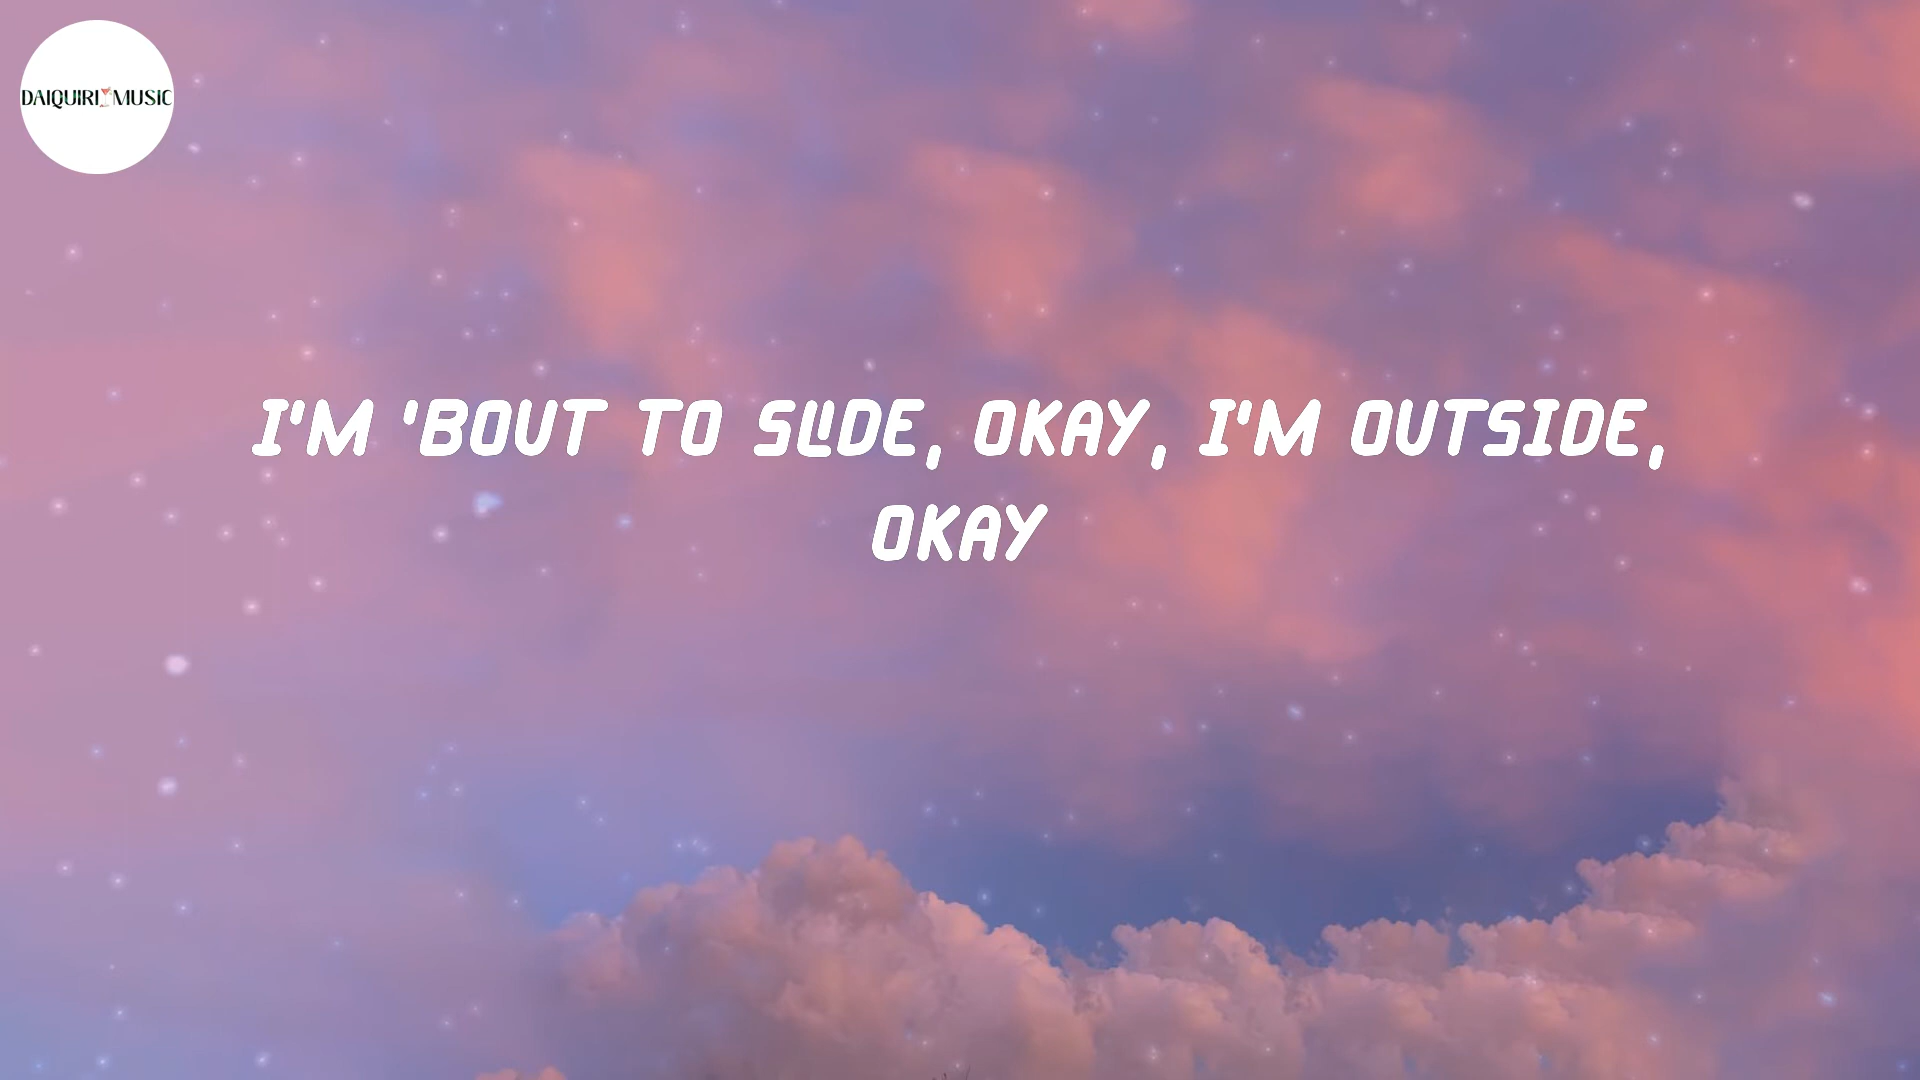 DAIQUIRI MUSIC
I'M 'BOUT TO SLIDE, OKAY, I'M OUTSIDE,
OKAY